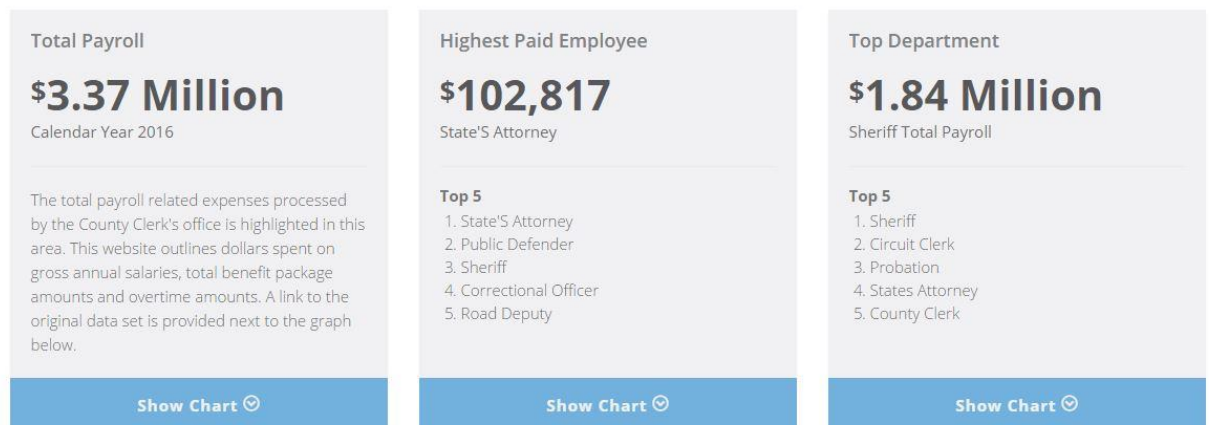 Total Payroll
$3.37 Million
Calendar Year 2016
The total payroll related expenses processed
by the County Clerk's office is highlighted in this
area. This website outlines dollars spent on
gross annual salaries, total benefit package
amounts and overtime amounts. A link to the
original data set is provided next to the graph
below.
Show Chart
Highest Paid Employee
$102,817
State'S Attorney
Top 5
1. State'S Attorney
2. Public Defender
3. Sheriff
4. Correctional Officer
5. Road Deputy
Show Chart
Top Department
$1.84 Million
Sheriff Total Payroll
Top 5
1. Sheriff
2. Circuit Clerk
3. Probation
4. States Attorney
5. County Clerk
Show Chart